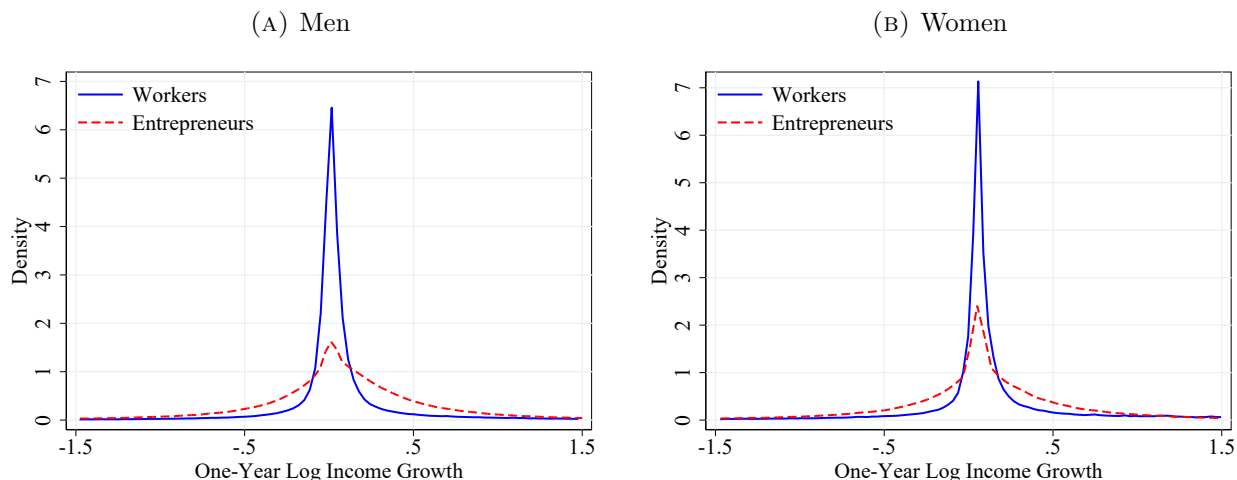 (A) Men
Workers
Entrepreneurs
Density
7
6
5
4
3
2
1
0
-1.5 -.5 .5 1.5
One-Year Log Income Growth
(B) Women
Workers
Entrepreneurs
Density
7
6
5
4
3
2
1
0
-1.5 -.5 .5 1.5
One-Year Log Income Growth